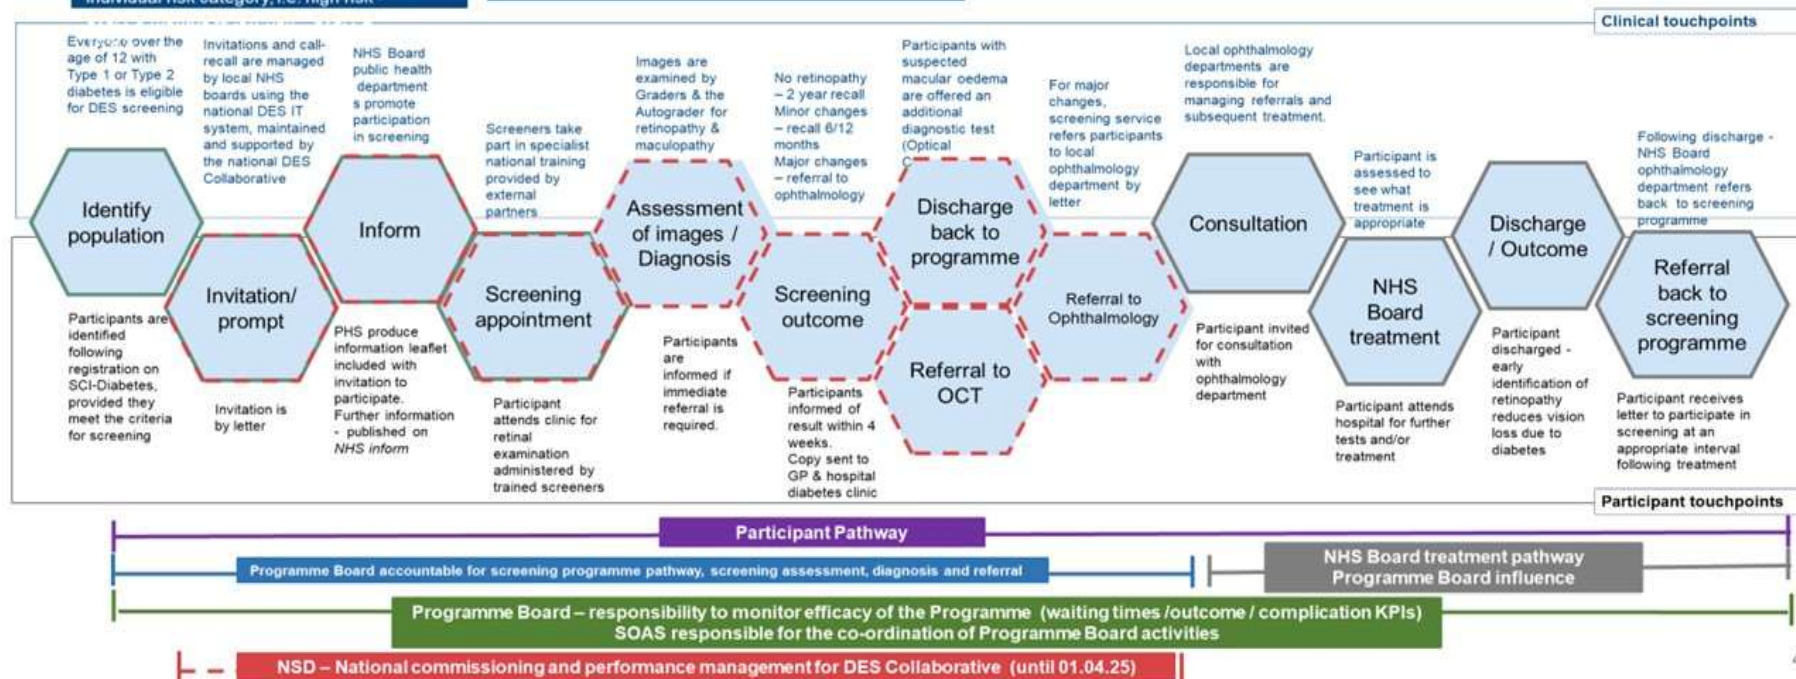 Individual risk category, i.e. high risk -
Clinical touchpoints
Everyone over the
age of 12 with
Type 1 or Type 2
diabetes is eligible
for DES screening
Invitations and call-
recall are managed
by local NHS
boards using the
national DES IT
system, maintained
and supported by
the national DES
Collaborative
NHS Board
public health
department
s promote
participation
in screening
Screeners take
part in specialist
national training
provided by
external
partners
Images are
examined by
Graders & the
Autograder for
retinopathy &
maculopathy
No retinopathy
– 2 year recall
Minor changes
– recall 6/12
months
Major changes
– referral to
ophthalmology
Participants with
suspected
macular oedema
are offered an
additional
diagnostic test
(Optical
For major
changes,
screening service
refers participants
to local
ophthalmology
department by
letter
Local ophthalmology
departments are
responsible for
managing referrals and
subsequent treatment.
Participant is
assessed to
see what
treatment is
appropriate
Following discharge -
NHS Board
ophthalmology
department refers
back to screening
programme
Identify
population
Invitation/
prompt
Inform
Screening
appointment
Assessment
of images /
Diagnosis
Screening
outcome
Discharge
back to
programme
Referral to
OCT
Referral to
Ophthalmology
Consultation
NHS
Board
treatment
Discharge
/ Outcome
Referral
back to
screening
programme
Participants are
identified
following
registration on
SCI-Diabetes,
provided they
meet the criteria
for screening
Invitation is
by letter
PHS produce
information leaflet
included with
invitation to
participate.
Further information
- published on
NHS inform
Participant
attends clinic for
retinal
examination
administered by
trained screeners
Participants
are
informed if
immediate
referral is
required.
Participants
informed of
result within 4
weeks.
Copy sent to
GP & hospital
diabetes clinic
Participant invited
for consultation
with
ophthalmology
department
Participant attends
hospital for further
tests and/or
treatment
Participant
discharged -
early
identification of
retinopathy
reduces vision
loss due to
diabetes
Participant receives
letter to participate in
screening at an
appropriate interval
following treatment
Participant touchpoints
Participant Pathway
Programme Board accountable for screening programme pathway, screening assessment, diagnosis and referral
NHS Board treatment pathway
Programme Board influence
Programme Board – responsibility to monitor efficacy of the Programme (waiting times /outcome / complication KPIs)
SOAS responsible for the co-ordination of Programme Board activities
NSD – National commissioning and performance management for DES Collaborative (until 01.04.25)